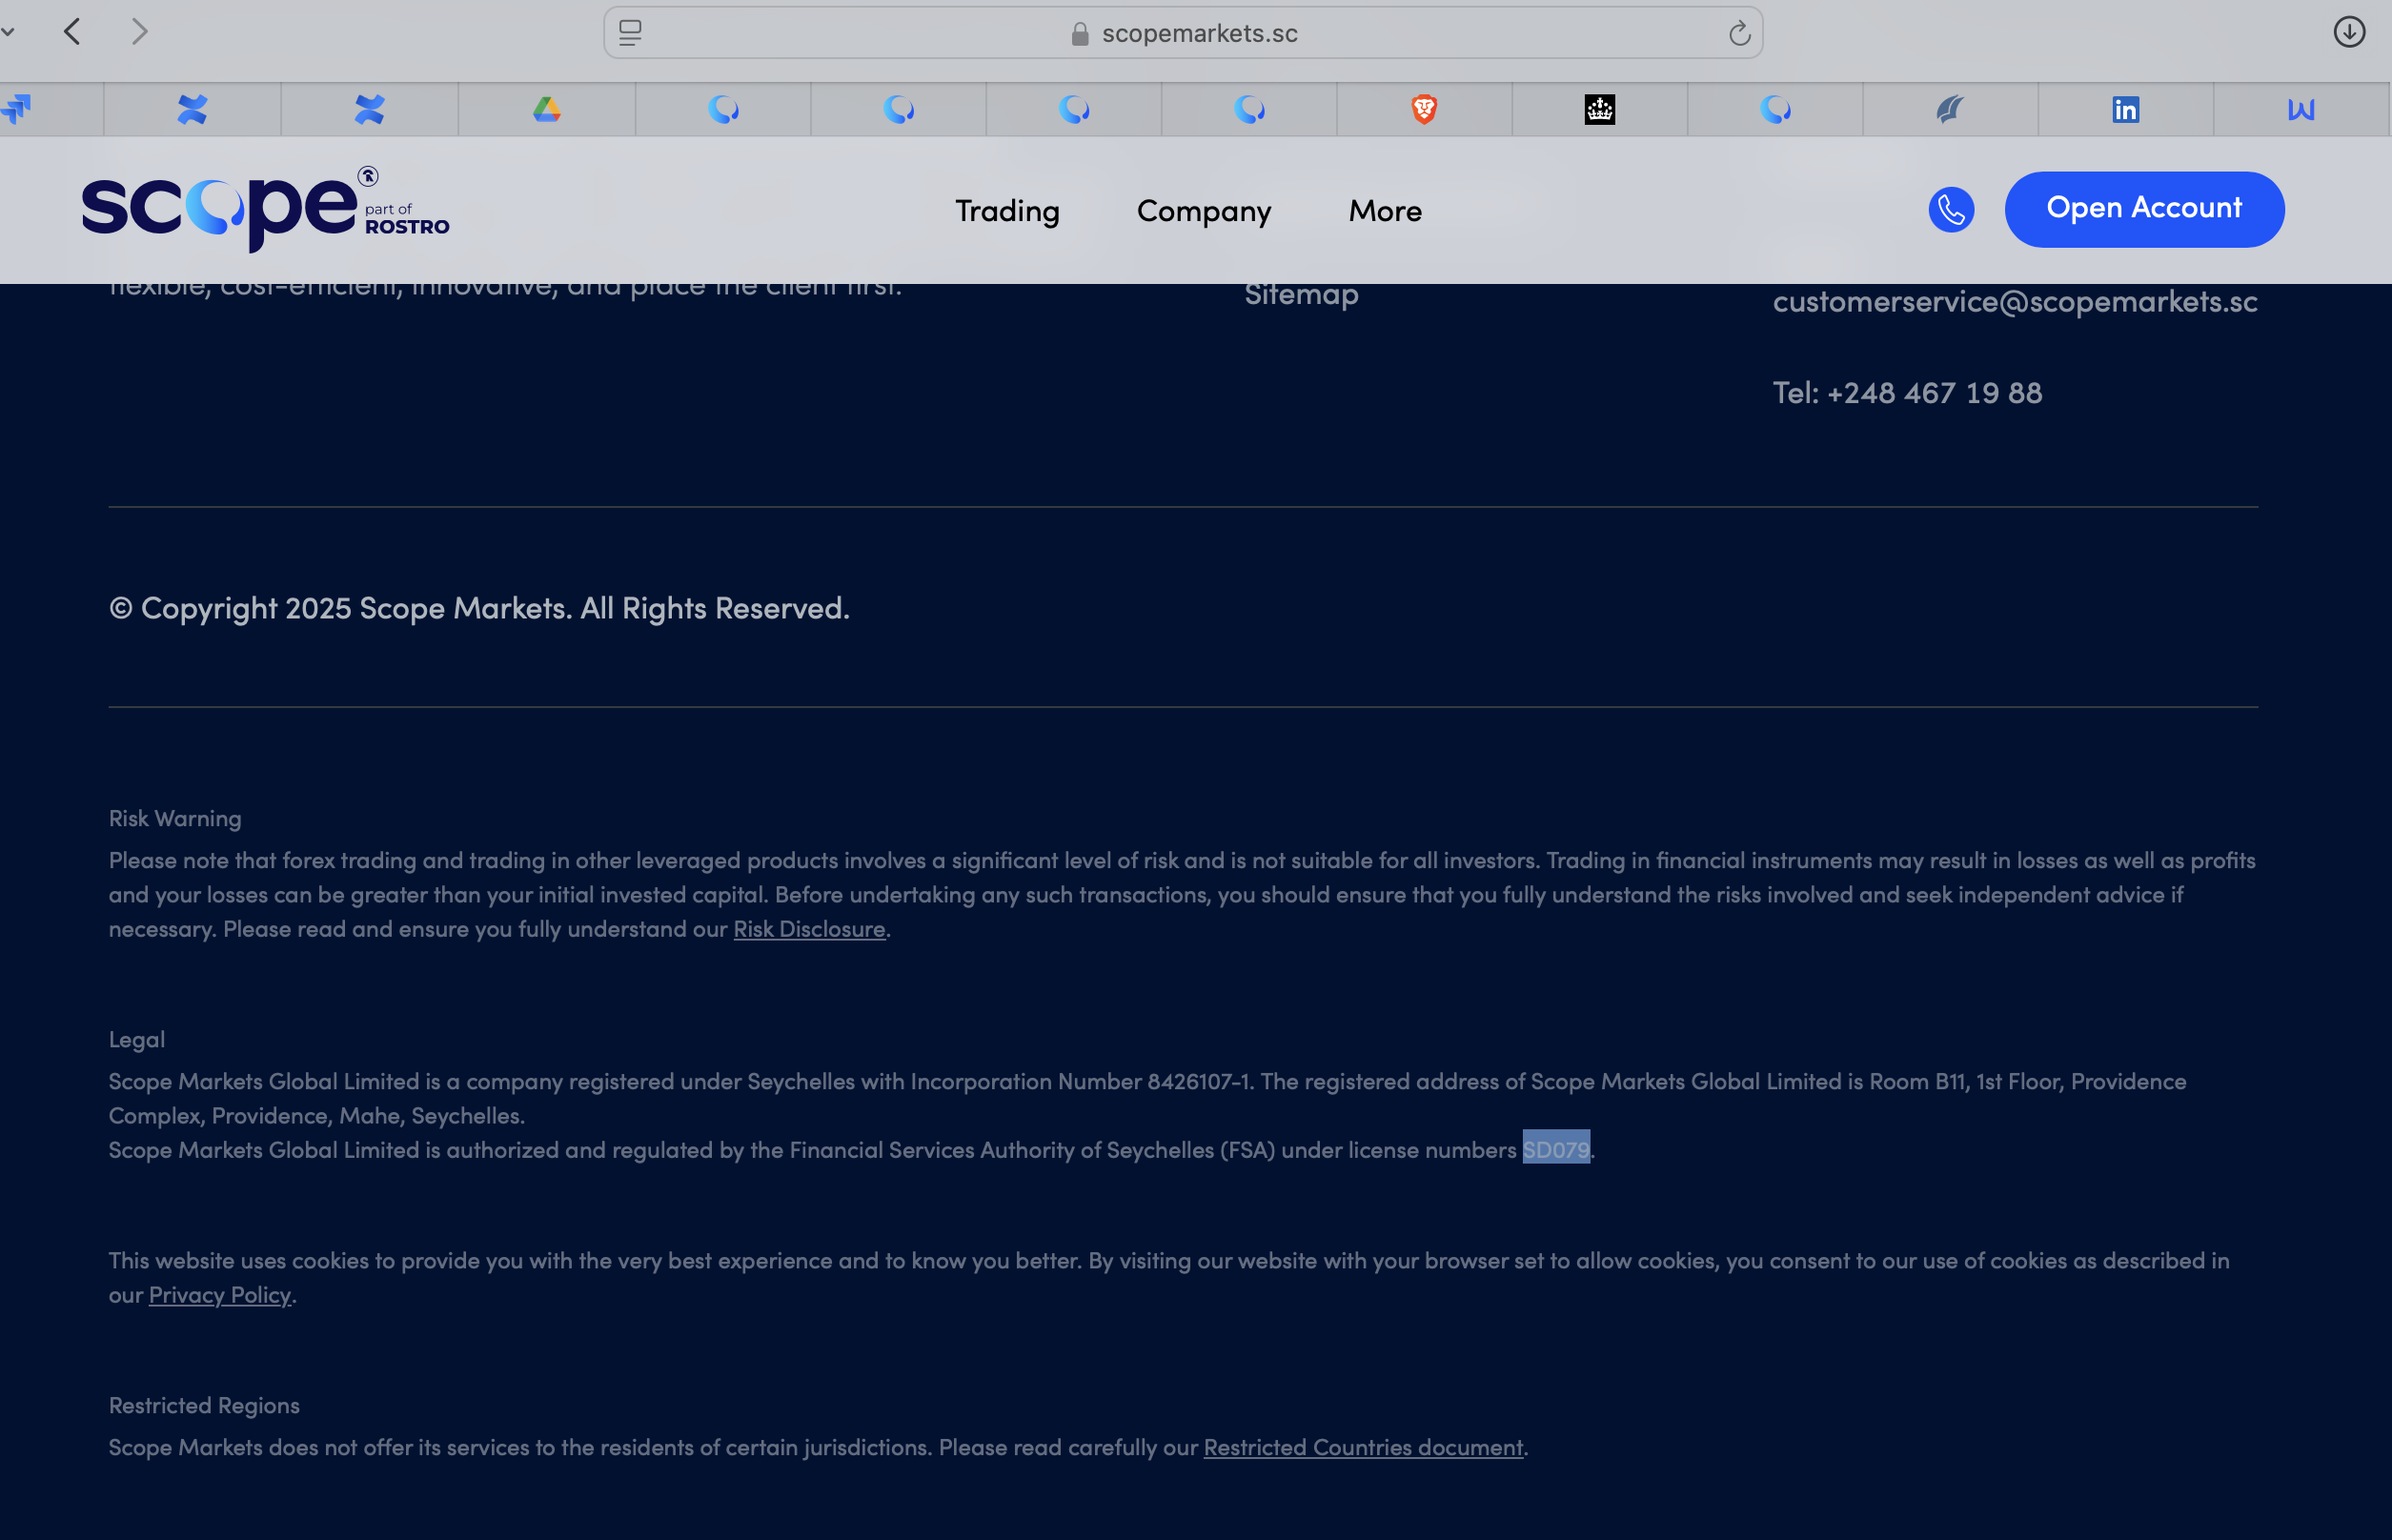 scopemarkets.sc
in
scope
part of
ROSTRO
Trading
Company
More
Open Account
flexible, cost-efficient, innovative, and place the client first.
Sitemap
customerservice@scopemarkets.sc
Tel: +248 467 19 88
© Copyright 2025 Scope Markets. All Rights Reserved.
Risk Warning
Please note that forex trading and trading in other leveraged products involves a significant level of risk and is not suitable for all investors. Trading in financial instruments may result in losses as well as profits
and your losses can be greater than your initial invested capital. Before undertaking any such transactions, you should ensure that you fully understand the risks involved and seek independent advice if
necessary. Please read and ensure you fully understand our Risk Disclosure.
Legal
Scope Markets Global Limited is a company registered under Seychelles with Incorporation Number 8426107-1. The registered address of Scope Markets Global Limited is Room B11, 1st Floor, Providence
Complex, Providence, Mahe, Seychelles.
Scope Markets Global Limited is authorized and regulated by the Financial Services Authority of Seychelles (FSA) under license numbers SD079.
This website uses cookies to provide you with the very best experience and to know you better. By visiting our website with your browser set to allow cookies, you consent to our use of cookies as described in
our Privacy Policy.
Restricted Regions
Scope Markets does not offer its services to the residents of certain jurisdictions. Please read carefully our Restricted Countries document.